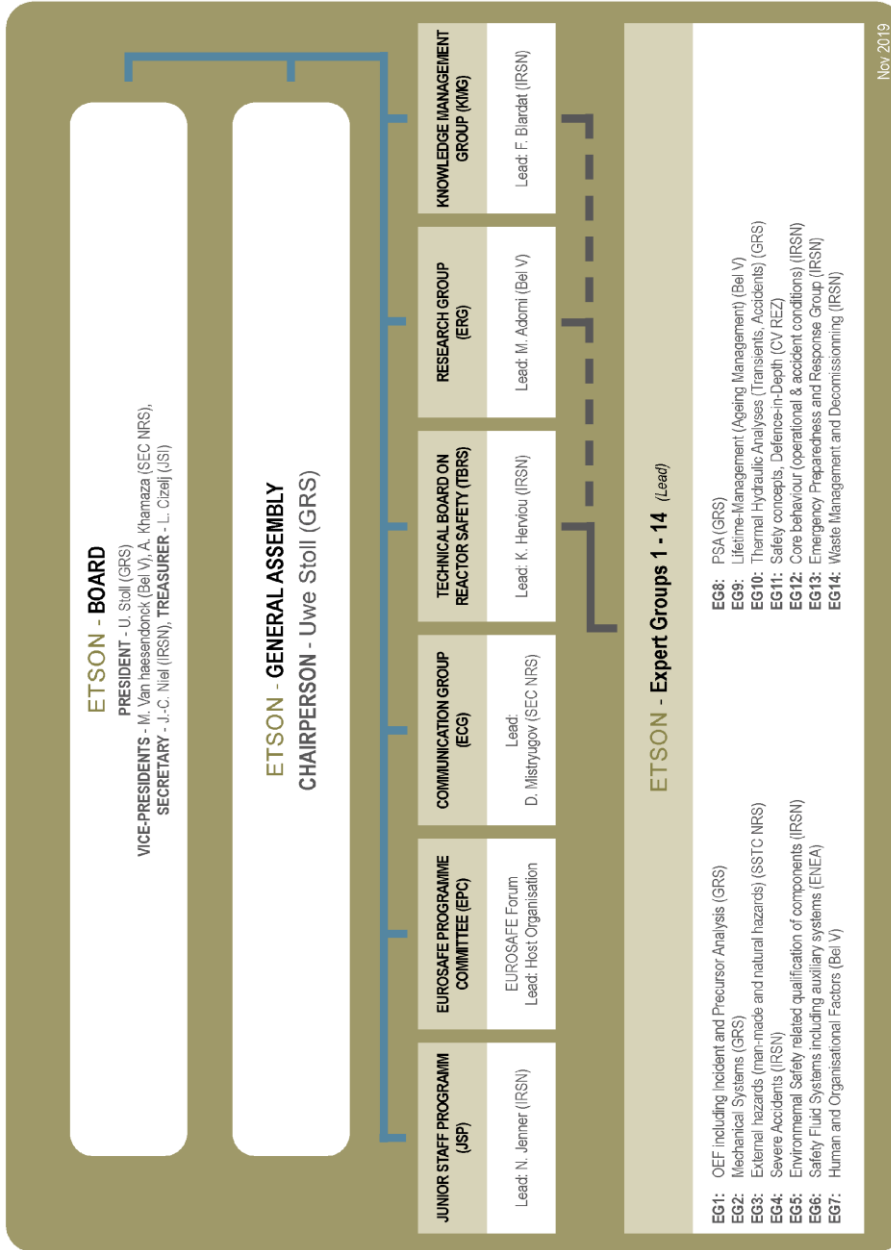 ETSON - BOARD
PRESIDENT - U. Stoll (GRS)
VICE-PRESIDENTS - M. Van haesendonck (Bel V), A. Khamaza (SEC NRS),
SECRETARY - J.-C. Niel (IRSN), TREASURER - L. Cizelj (JSI)
ETSON - GENERAL ASSEMBLY
CHAIRPERSON - Uwe Stoll (GRS)
JUNIOR STAFF PROGRAMM
(JSP)
Lead: N. Jenner (IRSN)
EUROSAFE PROGRAMME
COMMITTEE (EPC)
EUROSAFE Forum
Lead: Host Organisation
COMMUNICATION GROUP
(ECG)
Lead:
D. Mistryugov (SEC NRS)
TECHNICAL BOARD ON
REACTOR SAFETY (TBRS)
Lead: K. Herviou (IRSN)
RESEARCH GROUP
(ERG)
Lead: M. Adorni (Bel V)
KNOWLEDGE MANAGEMENT
GROUP (KMG)
Lead: F. Blardat (IRSN)
ETSON - Expert Groups 1 - 14 (Lead)
EG1: OEF including Incident and Precursor Analysis (GRS)
EG2: Mechanical Systems (GRS)
EG3: External hazards (man-made and natural hazards) (SSTC NRS)
EG4: Severe Accidents (IRSN)
EG5: Environmemal Safety related qualification of components (IRSN)
EG6: Safety Fluid Systems including auxiliary systems (ENEA)
EG7: Human and Organisational Factors (Bel V)
EG8: PSA (GRS)
EG9: Lifetime-Management (Ageing Management) (Bel V)
EG10: Thermal Hydraulic Analyses (Transients, Accidents) (GRS)
EG11: Safety concepts, Defence-in-Depth (CV REZ)
EG12: Core behaviour (operational & accident conditions) (IRSN)
EG13: Emergency Preparedness and Response Group (IRSN)
EG14: Waste Management and Decomissionning (IRSN)
Nov 2019